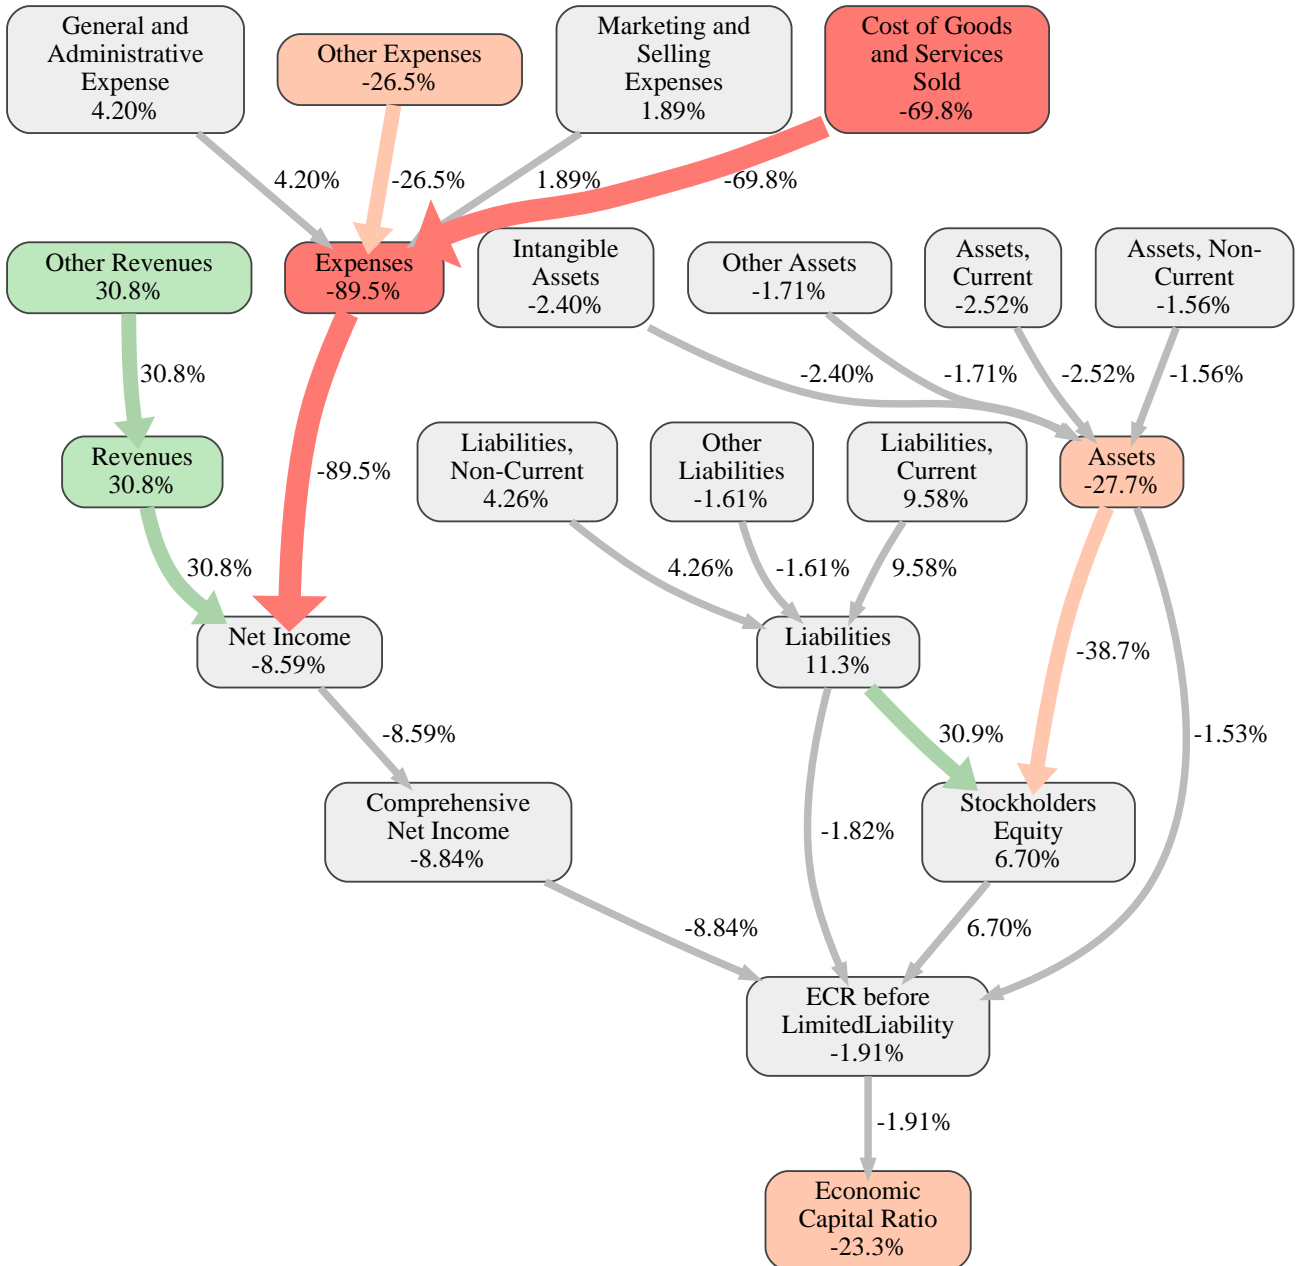 General and
Administrative
Expense
4.20%
Other Expenses
-26.5%
Marketing and
Selling
Expenses
1.89%
Cost of Goods
and Services
Sold
-69.8%
4.20%
-26.5%
1.89%
-69.8%
Other Revenues
30.8%
Expenses
-89.5%
Intangible
Assets
-2.40%
Other Assets
-1.71%
Assets,
Current
-2.52%
Assets, Non-
Current
-1.56%
30.8%
-2.40%
-1.71%
-2.52%
-1.56%
Revenues
30.8%
-89.5%
Liabilities,
Non-Current
4.26%
Other
Liabilities
-1.61%
Liabilities,
Current
9.58%
Assets
-27.7%
30.8%
4.26%
-1.61%
9.58%
Net Income
-8.59%
Liabilities
11.3%
-38.7%
-8.59%
30.9%
-1.53%
Comprehensive
Net Income
-8.84%
-1.82%
Stockholders
Equity
6.70%
-8.84%
6.70%
ECR before
LimitedLiability
-1.91%
-1.91%
Economic
Capital Ratio
-23.3%